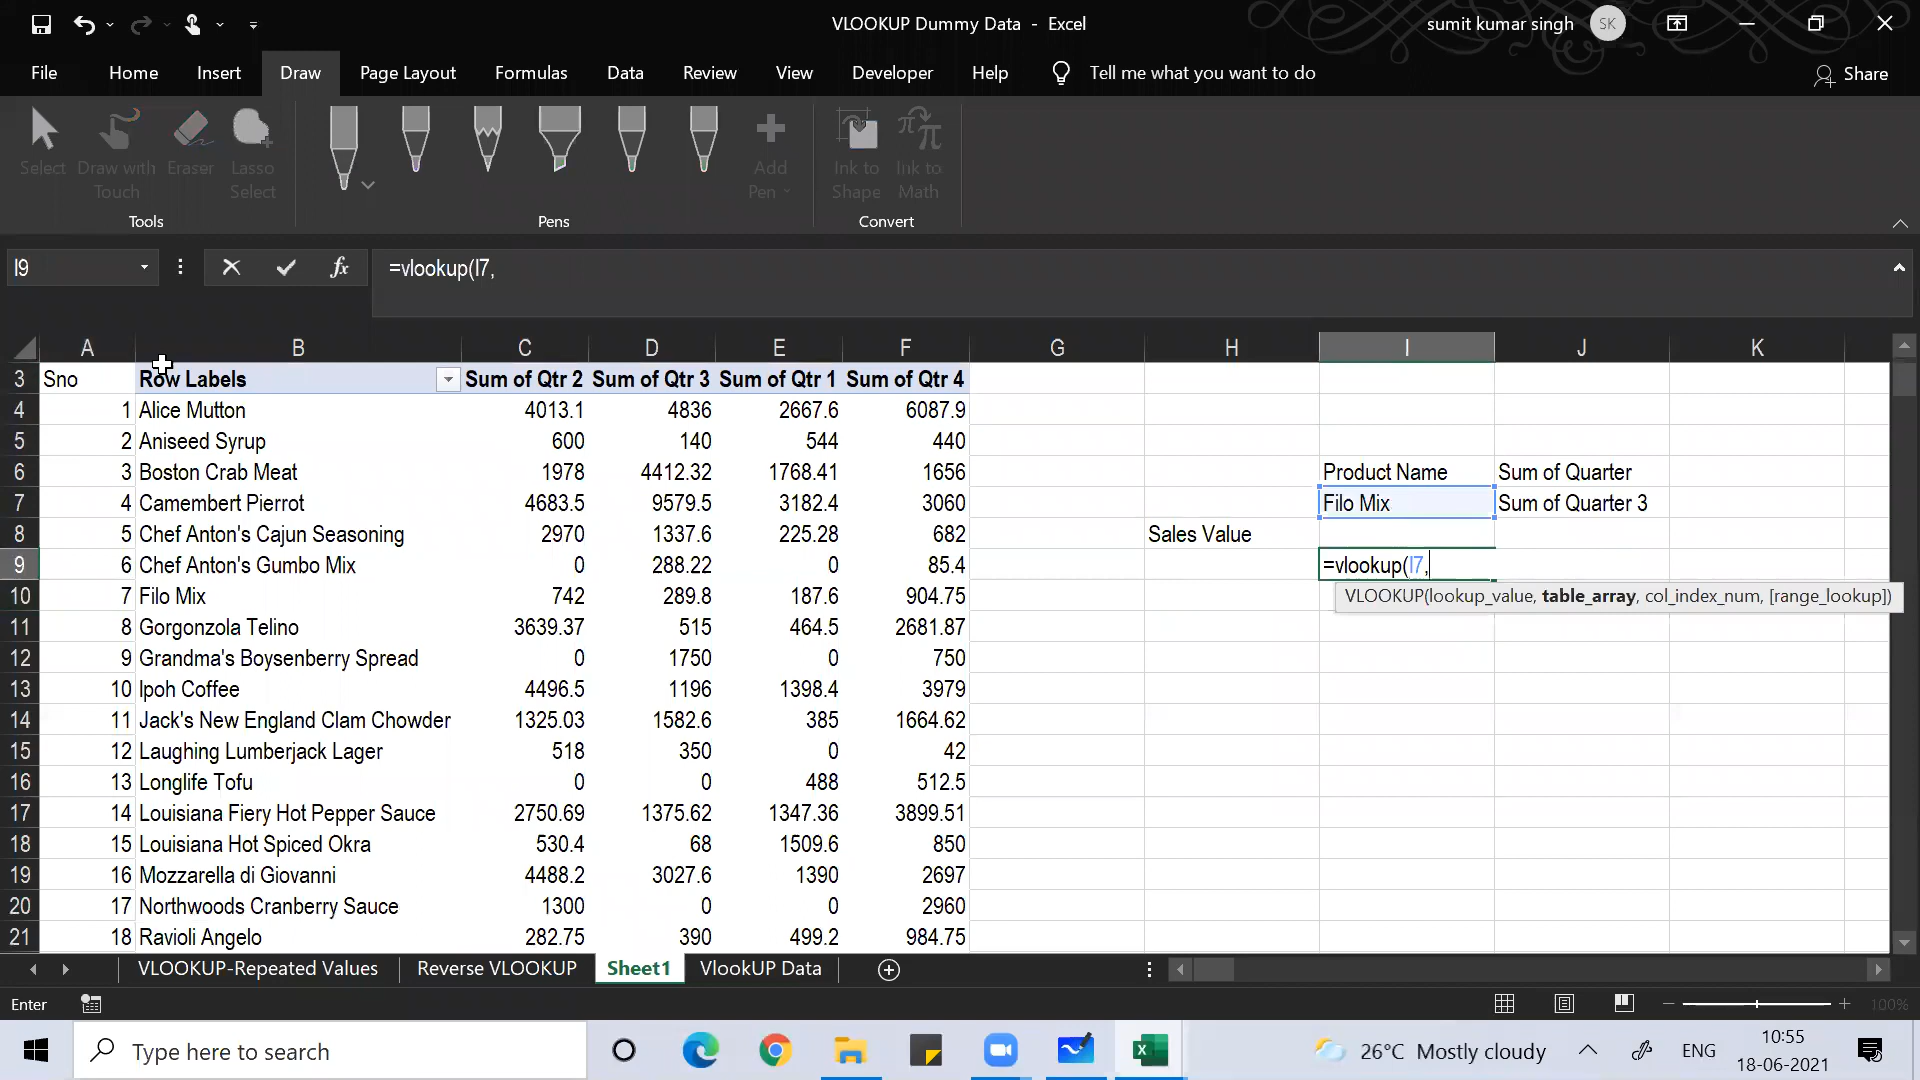 VLOOKUP Dummy Data - Excel
sumit kumar singh SK
File Home Insert Draw Page Layout Formulas Data Review View Developer Help Tell me what you want to do Share
Select Draw with Touch Eraser Lasso Select Add Pen Ink to Shape Ink to Math
Tools Pens Convert
I9 fx =vlookup(I7,
A B C D E F G H I J K
3 Sno Row Labels Sum of Qtr 2 Sum of Qtr 3 Sum of Qtr 1 Sum of Qtr 4
4 1 Alice Mutton 4013.1 4836 2667.6 6087.9
5 2 Aniseed Syrup 600 140 544 440
6 3 Boston Crab Meat 1978 4412.32 1768.41 1656 Product Name Sum of Quarter
7 4 Camembert Pierrot 4683.5 9579.5 3182.4 3060 Filo Mix Sum of Quarter 3
8 5 Chef Anton's Cajun Seasoning 2970 1337.6 225.28 682 Sales Value
9 6 Chef Anton's Gumbo Mix 0 288.22 0 85.4 =vlookup(I7,
10 7 Filo Mix 742 289.8 187.6 904.75 VLOOKUP(lookup_value, table_array, col_index_num, [range_lookup])
11 8 Gorgonzola Telino 3639.37 515 464.5 2681.87
12 9 Grandma's Boysenberry Spread 0 1750 0 750
13 10 Ipoh Coffee 4496.5 1196 1398.4 3979
14 11 Jack's New England Clam Chowder 1325.03 1582.6 385 1664.62
15 12 Laughing Lumberjack Lager 518 350 0 42
16 13 Longlife Tofu 0 0 488 512.5
17 14 Louisiana Fiery Hot Pepper Sauce 2750.69 1375.62 1347.36 3899.51
18 15 Louisiana Hot Spiced Okra 530.4 68 1509.6 850
19 16 Mozzarella di Giovanni 4488.2 3027.6 1390 2697
20 17 Northwoods Cranberry Sauce 1300 0 0 2960
21 18 Ravioli Angelo 282.75 390 499.2 984.75
VLOOKUP-Repeated Values Reverse VLOOKUP Sheet1 VlookUP Data
Enter 100%
Type here to search 26°C Mostly cloudy ENG 10:55
18-06-2021